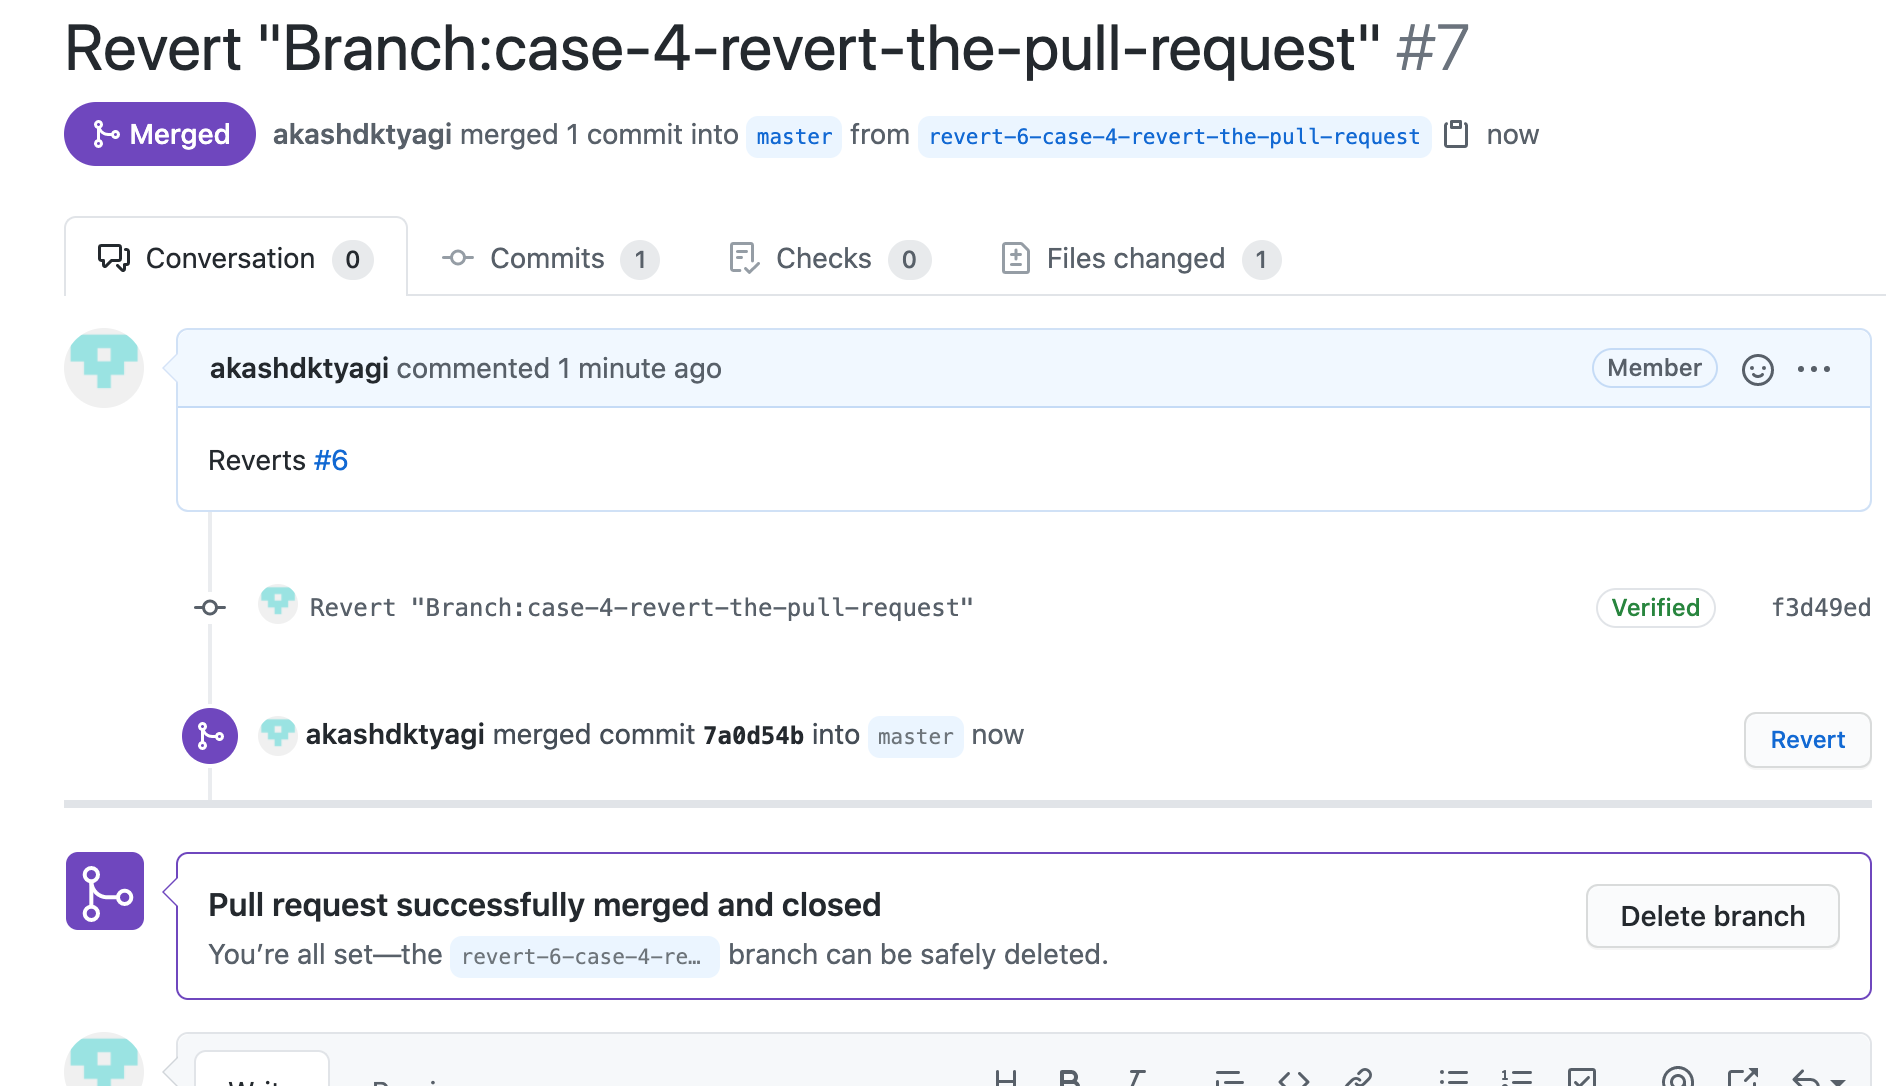 Revert "Branch:case-4-revert-the-pull-request" #7
Merged akashdktyagi merged 1 commit into master from revert-6-case-4-revert-the-pull-request now
Conversation 0 Commits 1 Checks 0 Files changed 1
akashdktyagi commented 1 minute ago Member
Reverts #6
Revert "Branch:case-4-revert-the-pull-request" Verified f3d49ed
akashdktyagi merged commit 7a0d54b into master now Revert
Pull request successfully merged and closed Delete branch
You’re all set—the revert-6-case-4-re… branch can be safely deleted.